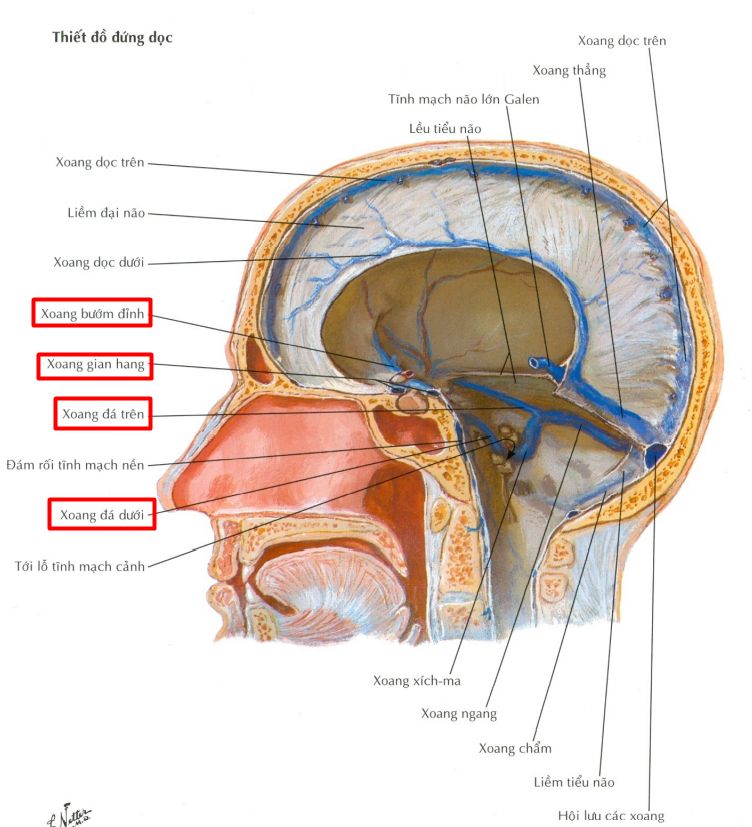 Thiết đồ đứng dọc
Xoang dọc trên
Xoang thẳng
Tĩnh mạch não lớn Galen
Lều tiểu não
Xoang dọc trên
Liềm đại não
Xoang dọc dưới
Xoang bướm đỉnh
Xoang gian hang
Xoang đá trên
Đám rối tĩnh mạch nền
Xoang đá dưới
Tới lỗ tĩnh mạch cảnh
Xoang xích-ma
Xoang ngang
Xoang chẩm
Liềm tiểu não
Hội lưu các xoang
Netter